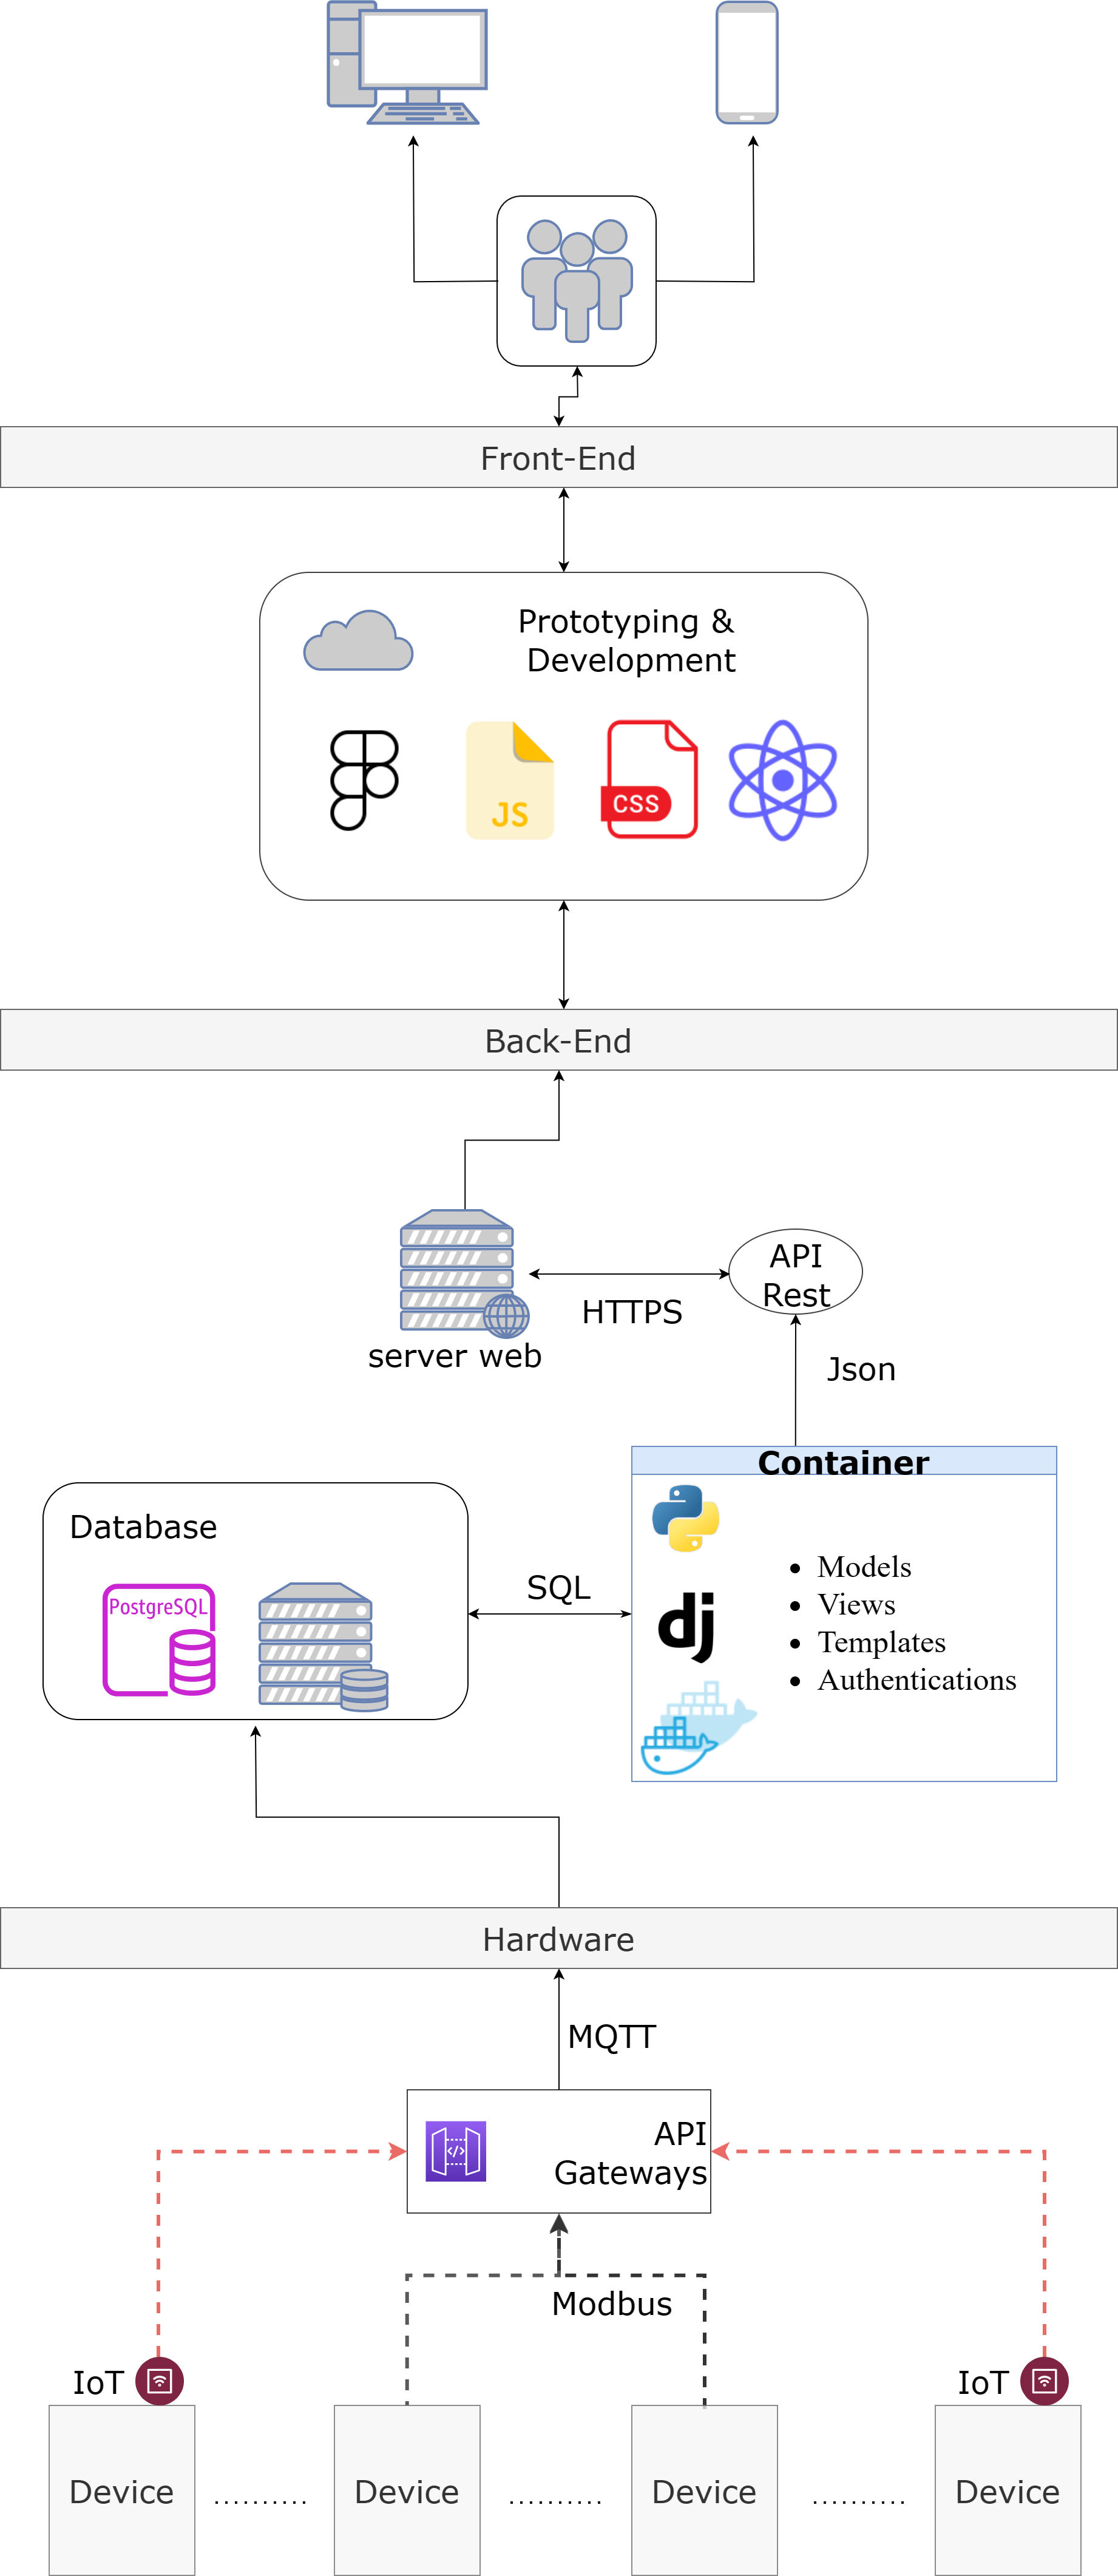 Front-End
Prototyping &
Development
JS
CSS
Back-End
API
Rest
HTTPS
server web
Json
Container
Database
PostgreSQL
SQL
dj
• Models
• Views
• Templates
• Authentications
Hardware
MQTT
API
Gateways
</>
Modbus
IoT
IoT
Device
..........
Device
..........
Device
..........
Device